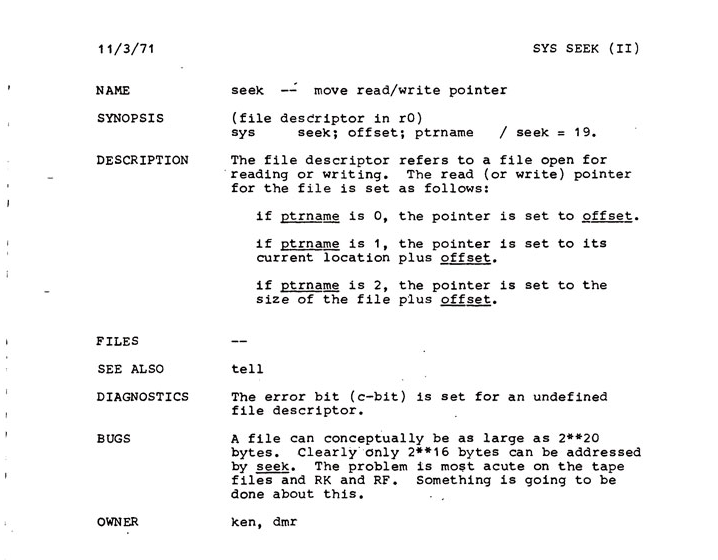 11/3/71 SYS SEEK (II)
NAME seek -- move read/write pointer
SYNOPSIS (file descriptor in r0)
sys seek; offset; ptrname / seek = 19.
DESCRIPTION The file descriptor refers to a file open for
reading or writing. The read (or write) pointer
for the file is set as follows:
if ptrname is 0, the pointer is set to offset.
if ptrname is 1, the pointer is set to its
current location plus offset.
if ptrname is 2, the pointer is set to the
size of the file plus offset.
FILES --
SEE ALSO tell
DIAGNOSTICS The error bit (c-bit) is set for an undefined
file descriptor.
BUGS A file can conceptually be as large as 2**20
bytes. Clearly only 2**16 bytes can be addressed
by seek. The problem is most acute on the tape
files and RK and RF. Something is going to be
done about this.
OWNER ken, dmr